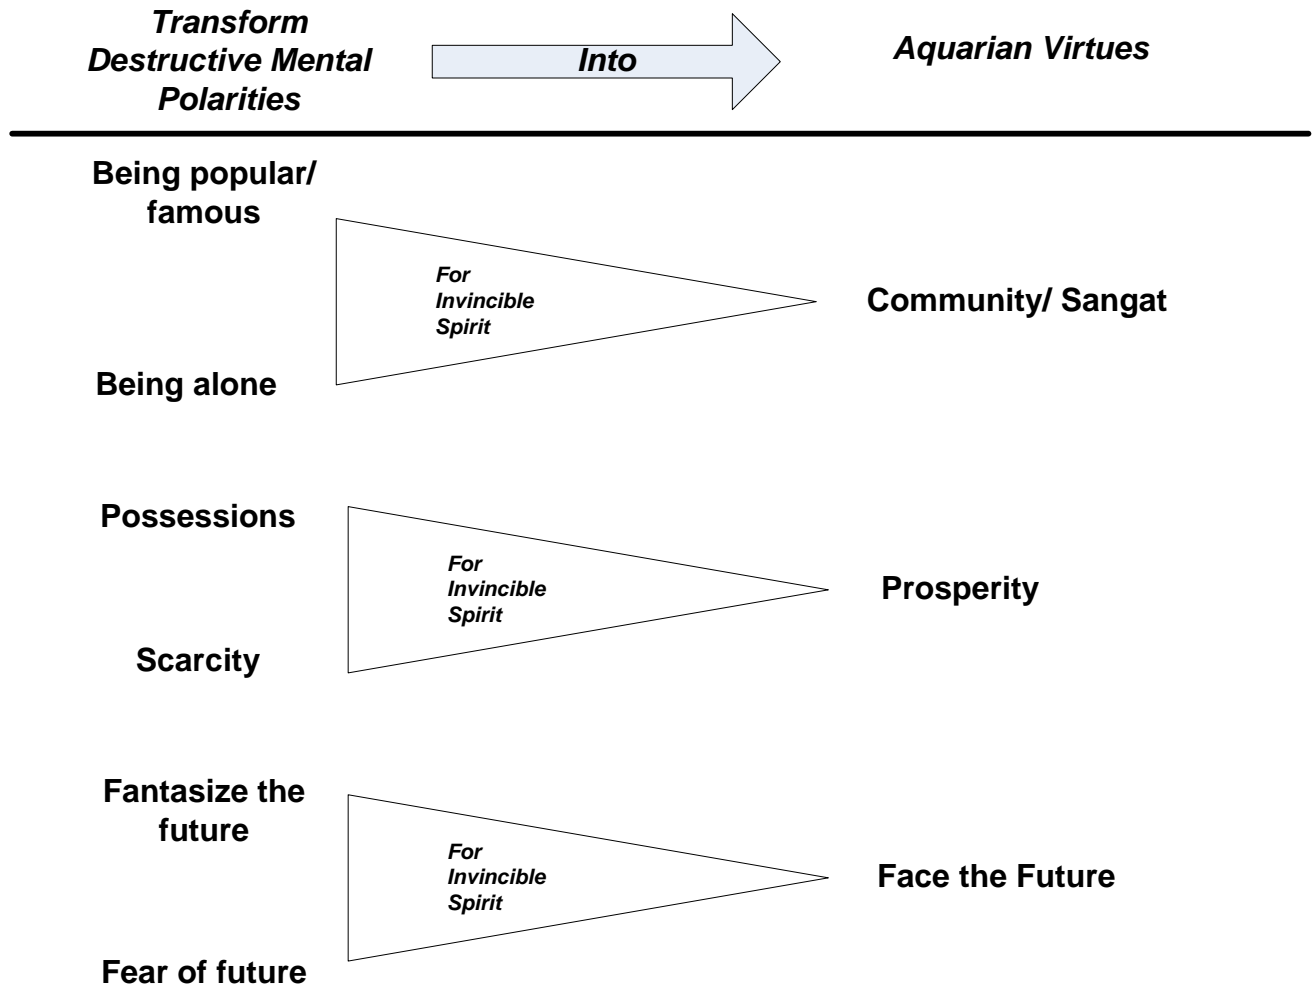 Transform
Destructive Mental
Polarities
Into
Aquarian Virtues
Being popular/
famous
For
Invincible
Spirit
Community/ Sangat
Being alone
Possessions
For
Invincible
Spirit
Prosperity
Scarcity
Fantasize the
future
For
Invincible
Spirit
Face the Future
Fear of future